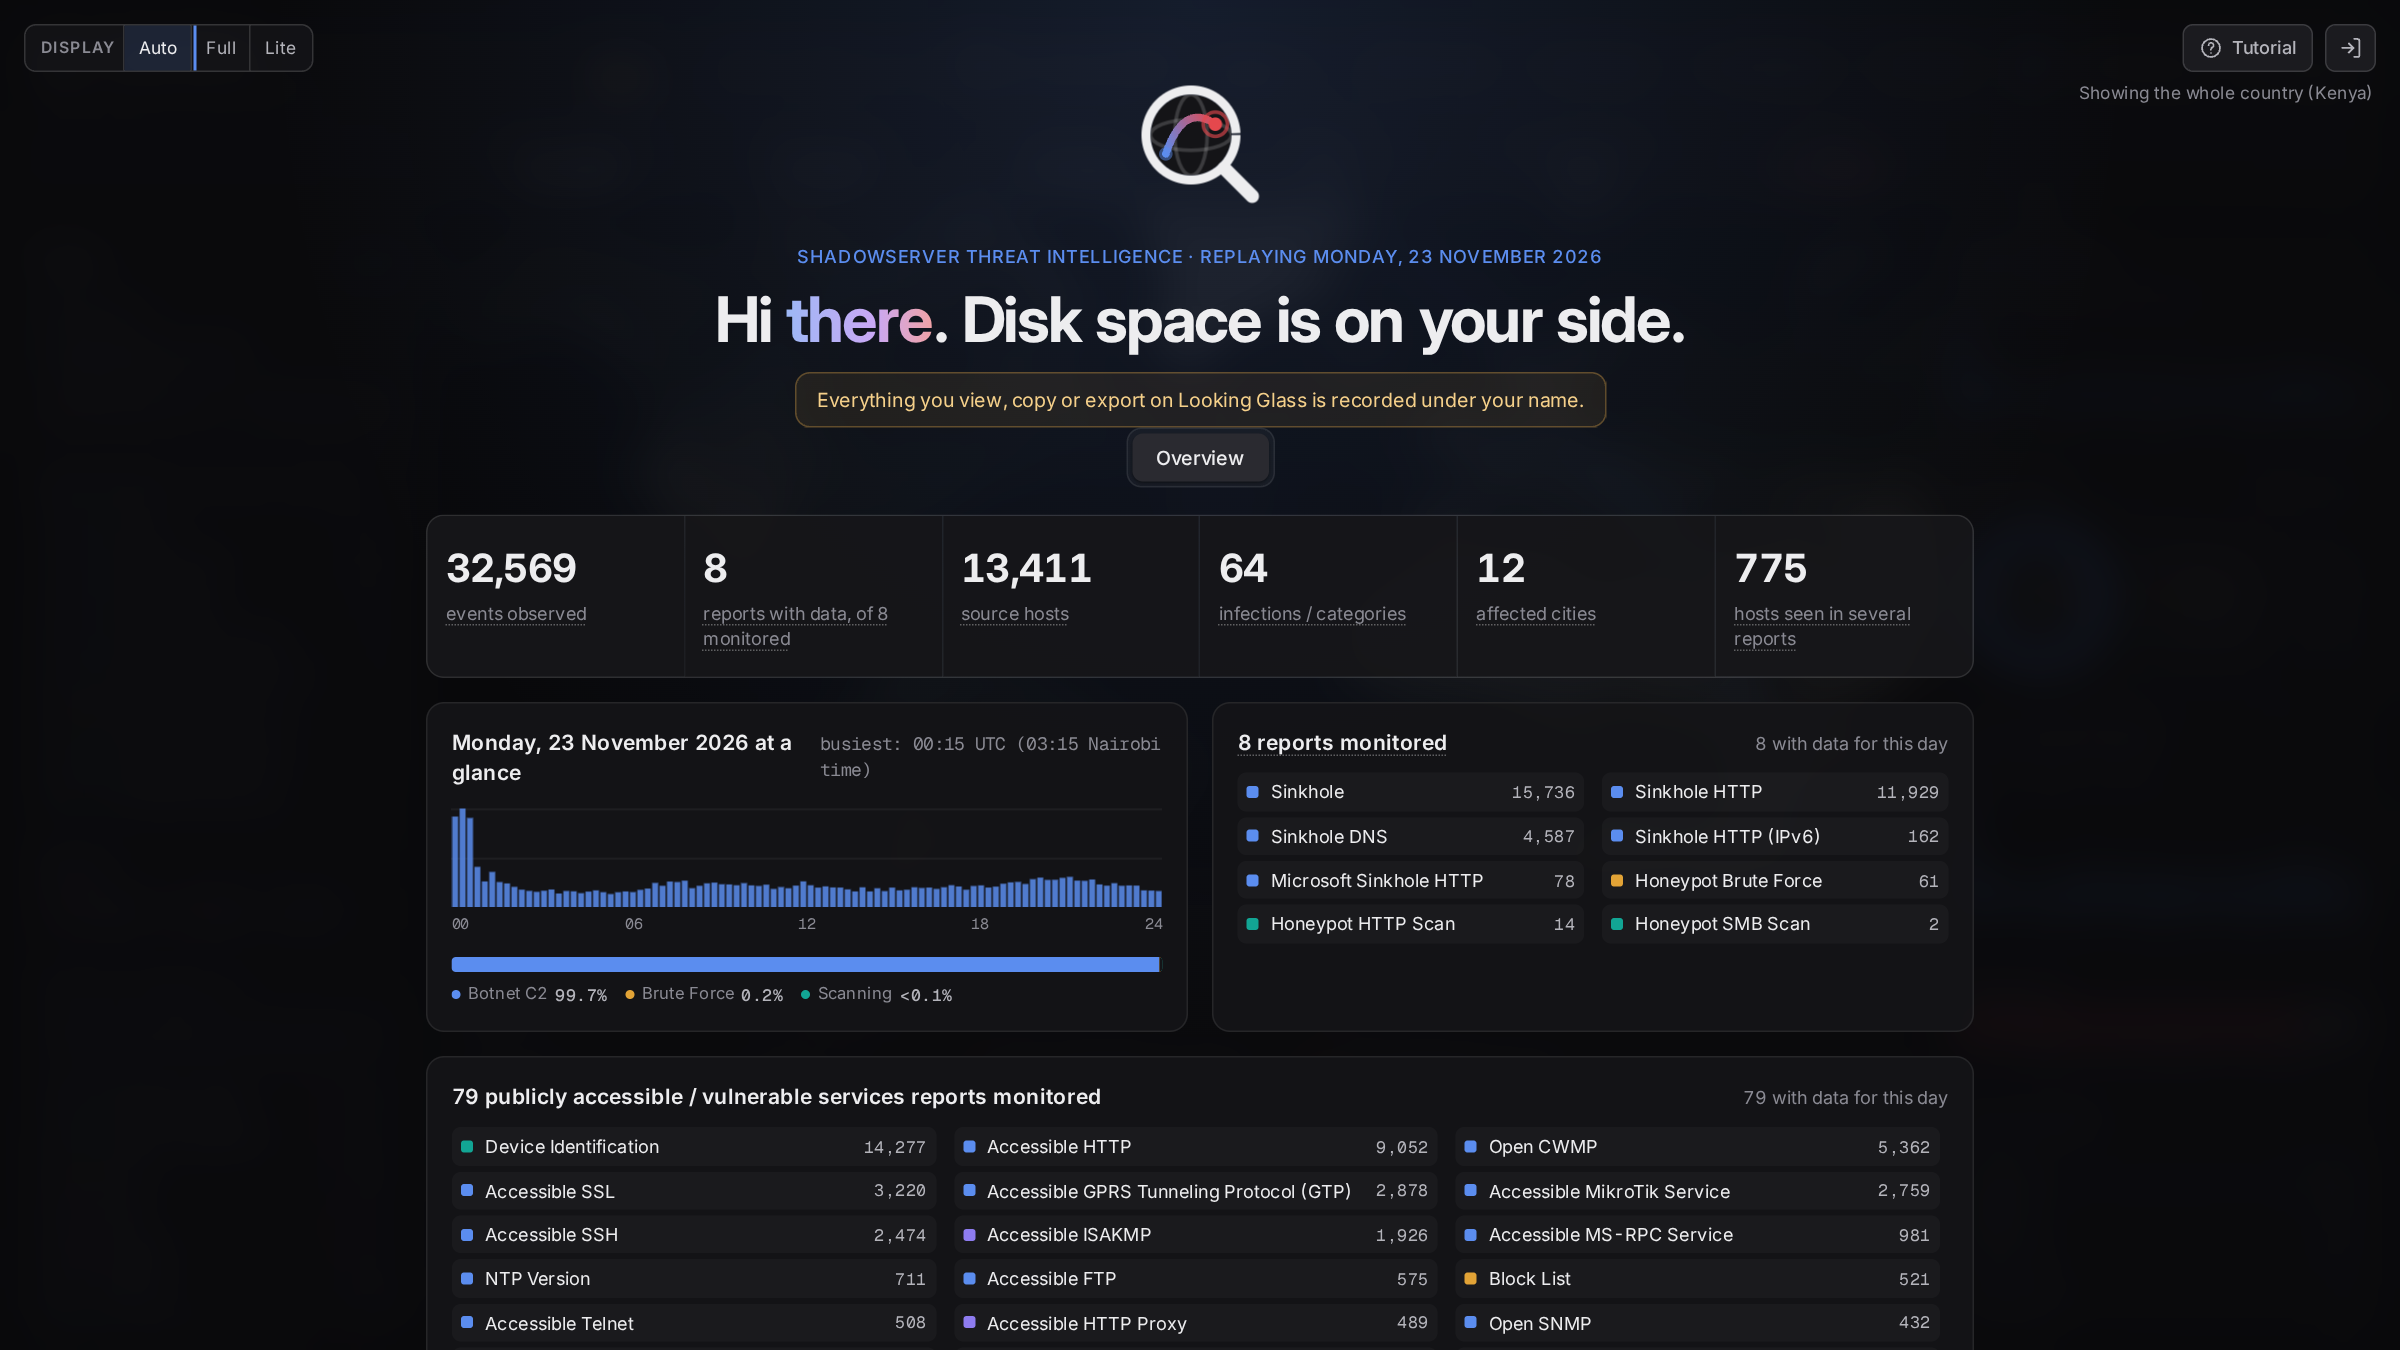 DISPLAY Auto Full Lite
Tutorial
Showing the whole country (Kenya)
SHADOWSERVER THREAT INTELLIGENCE · REPLAYING MONDAY, 23 NOVEMBER 2026
Hi there. Disk space is on your side.
Everything you view, copy or export on Looking Glass is recorded under your name.
Overview
32,569
events observed
8
reports with data, of 8
monitored
13,411
source hosts
64
infections / categories
12
affected cities
775
hosts seen in several
reports
Monday, 23 November 2026 at a
glance
busiest: 00:15 UTC (03:15 Nairobi
time)
00 06 12 18 24
Botnet C2 99.7% Brute Force 0.2% Scanning <0.1%
8 reports monitored
8 with data for this day
Sinkhole 15,736
Sinkhole HTTP 11,929
Sinkhole DNS 4,587
Sinkhole HTTP (IPv6) 162
Microsoft Sinkhole HTTP 78
Honeypot Brute Force 61
Honeypot HTTP Scan 14
Honeypot SMB Scan 2
79 publicly accessible / vulnerable services reports monitored
79 with data for this day
Device Identification 14,277
Accessible HTTP 9,052
Open CWMP 5,362
Accessible SSL 3,220
Accessible GPRS Tunneling Protocol (GTP) 2,878
Accessible MikroTik Service 2,759
Accessible SSH 2,474
Accessible ISAKMP 1,926
Accessible MS-RPC Service 981
NTP Version 711
Accessible FTP 575
Block List 521
Accessible Telnet 508
Accessible HTTP Proxy 489
Open SNMP 432